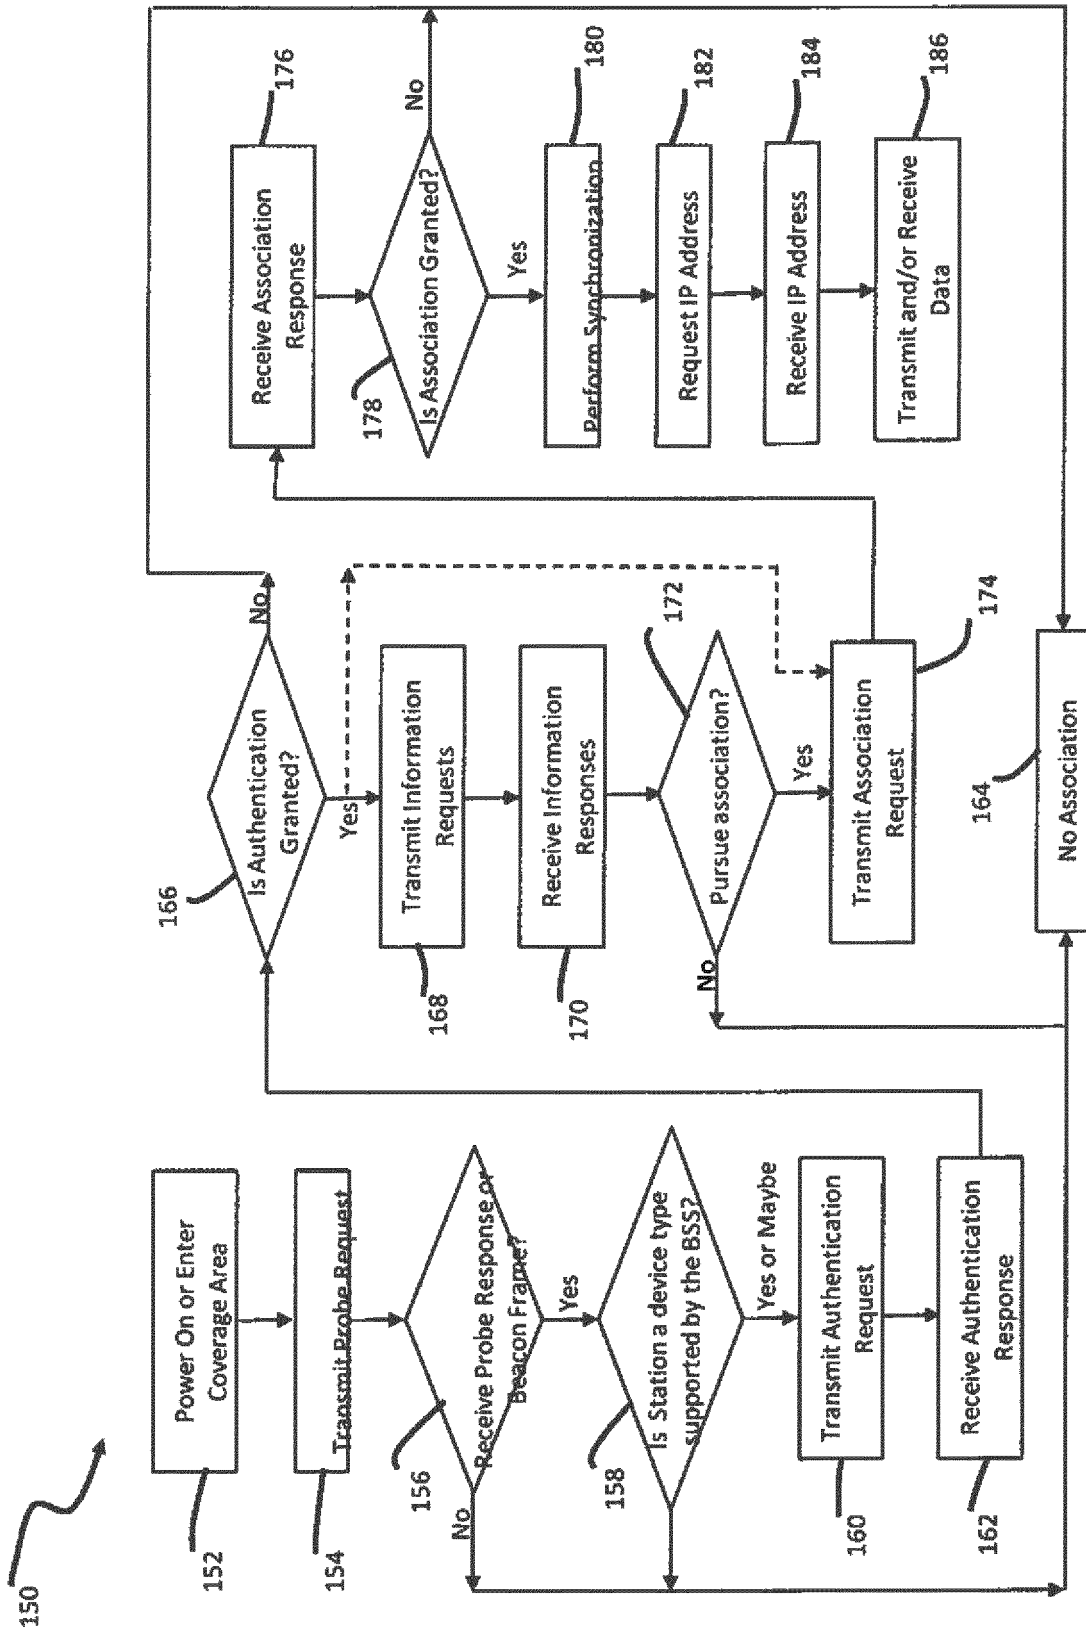 150
152
Power On or Enter
Coverage Area
154
Transmit Probe Request
156
Receive Probe Response or
Beacon Frame?
No
Yes
158
Is Station a device type
supported by the BSS?
Yes or Maybe
160
Transmit Authentication
Request
162
Receive Authentication
Response
166
Is Authentication
Granted?
No
Yes
168
Transmit Information
Requests
170
Receive Information
Responses
172
Pursue association?
No
Yes
174
Transmit Association
Request
164
No Association
176
Receive Association
Response
178
Is Association Granted?
No
Yes
180
Perform Synchronization
182
Request IP Address
184
Receive IP Address
186
Transmit and/or Receive
Data